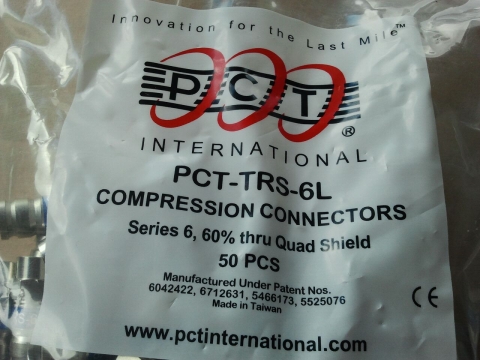 Innovation for the Last Mile™
PCT
®
INTERNATIONAL
PCT-TRS-6L
COMPRESSION CONNECTORS
Series 6, 60% thru Quad Shield
50 PCS
Manufactured Under Patent Nos.
6042422, 6712631, 5466173, 5525076
Made in Taiwan
CE
www.pctinternational.com